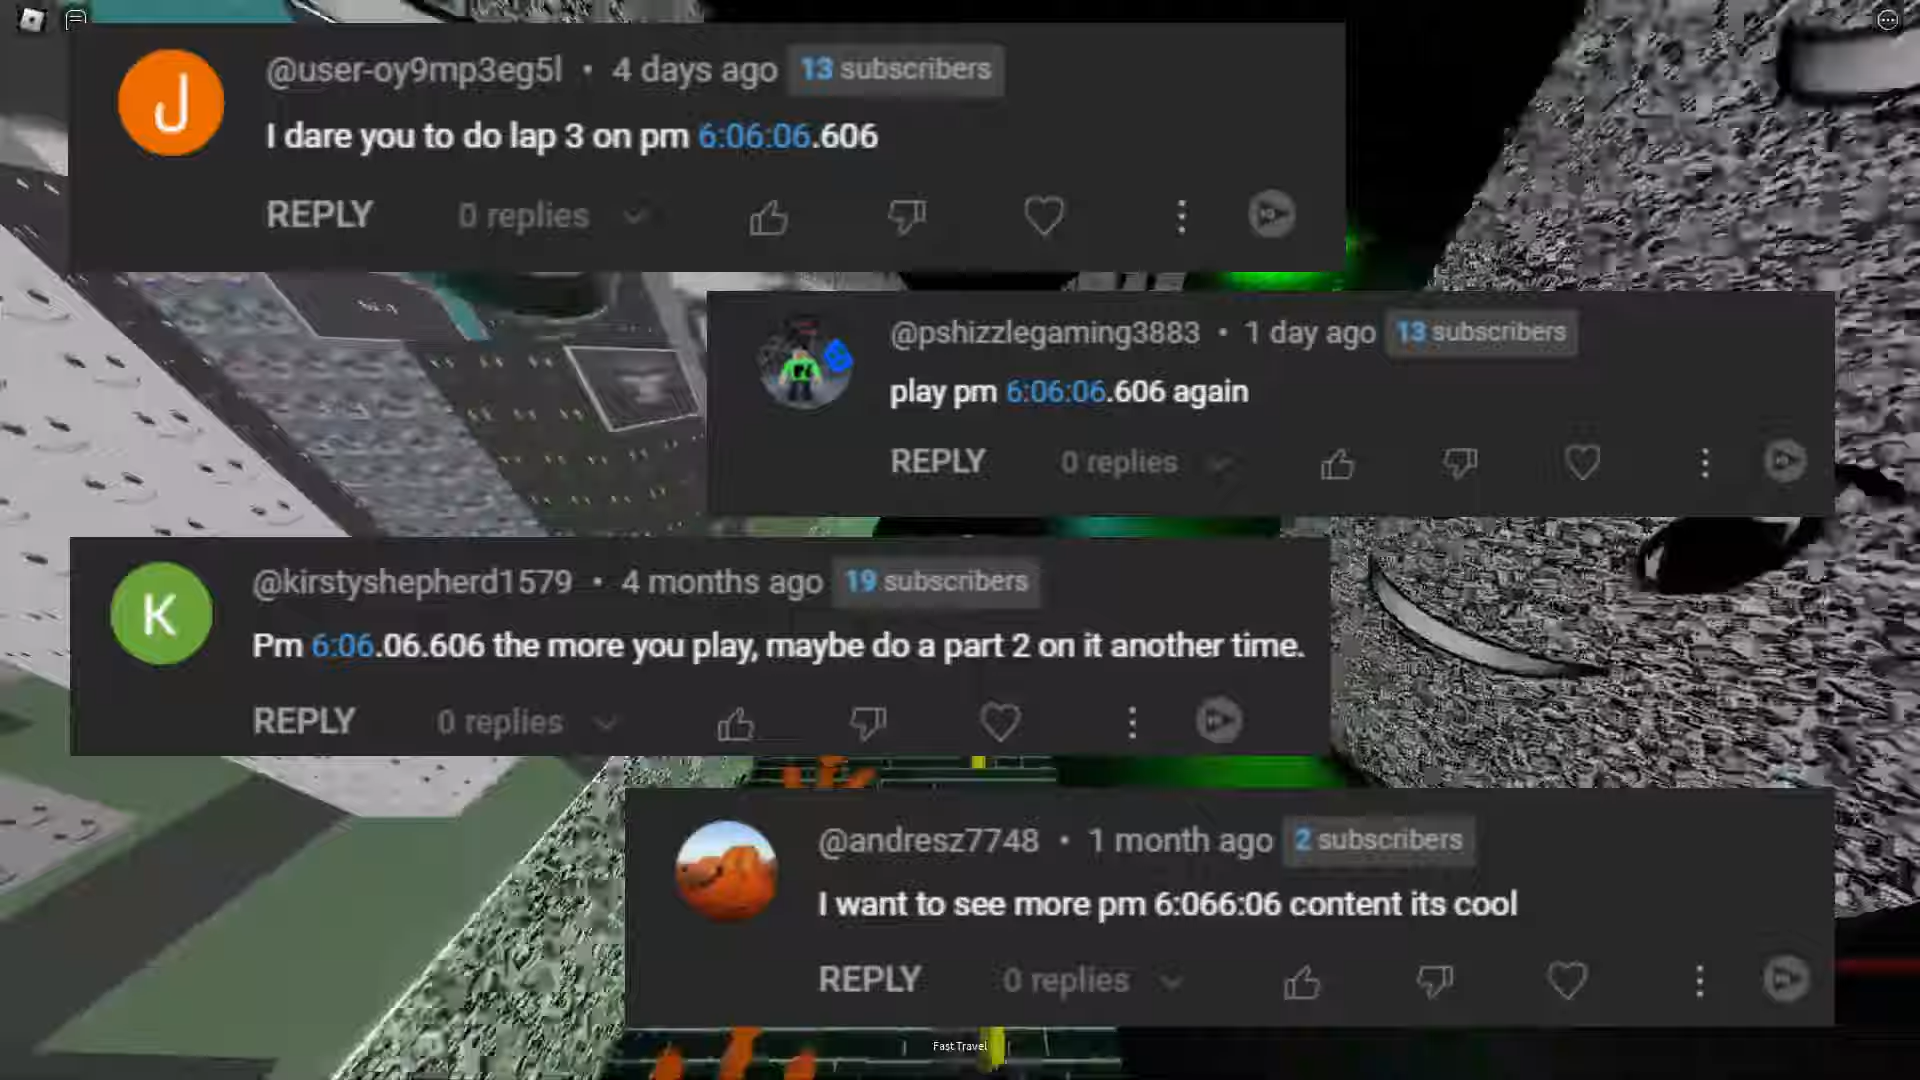 J
@user-oy9mp3eg5l • 4 days ago 13 subscribers
I dare you to do lap 3 on pm 6:06:06.606
REPLY 0 replies
@pshizzlegaming3883 • 1 day ago 13 subscribers
play pm 6:06:06.606 again
REPLY 0 replies
K
@kirstyshepherd1579 • 4 months ago 19 subscribers
Pm 6:06.06.606 the more you play, maybe do a part 2 on it another time.
REPLY 0 replies
@andresz7748 • 1 month ago 2 subscribers
I want to see more pm 6:066:06 content its cool
REPLY 0 replies
Fast Travel